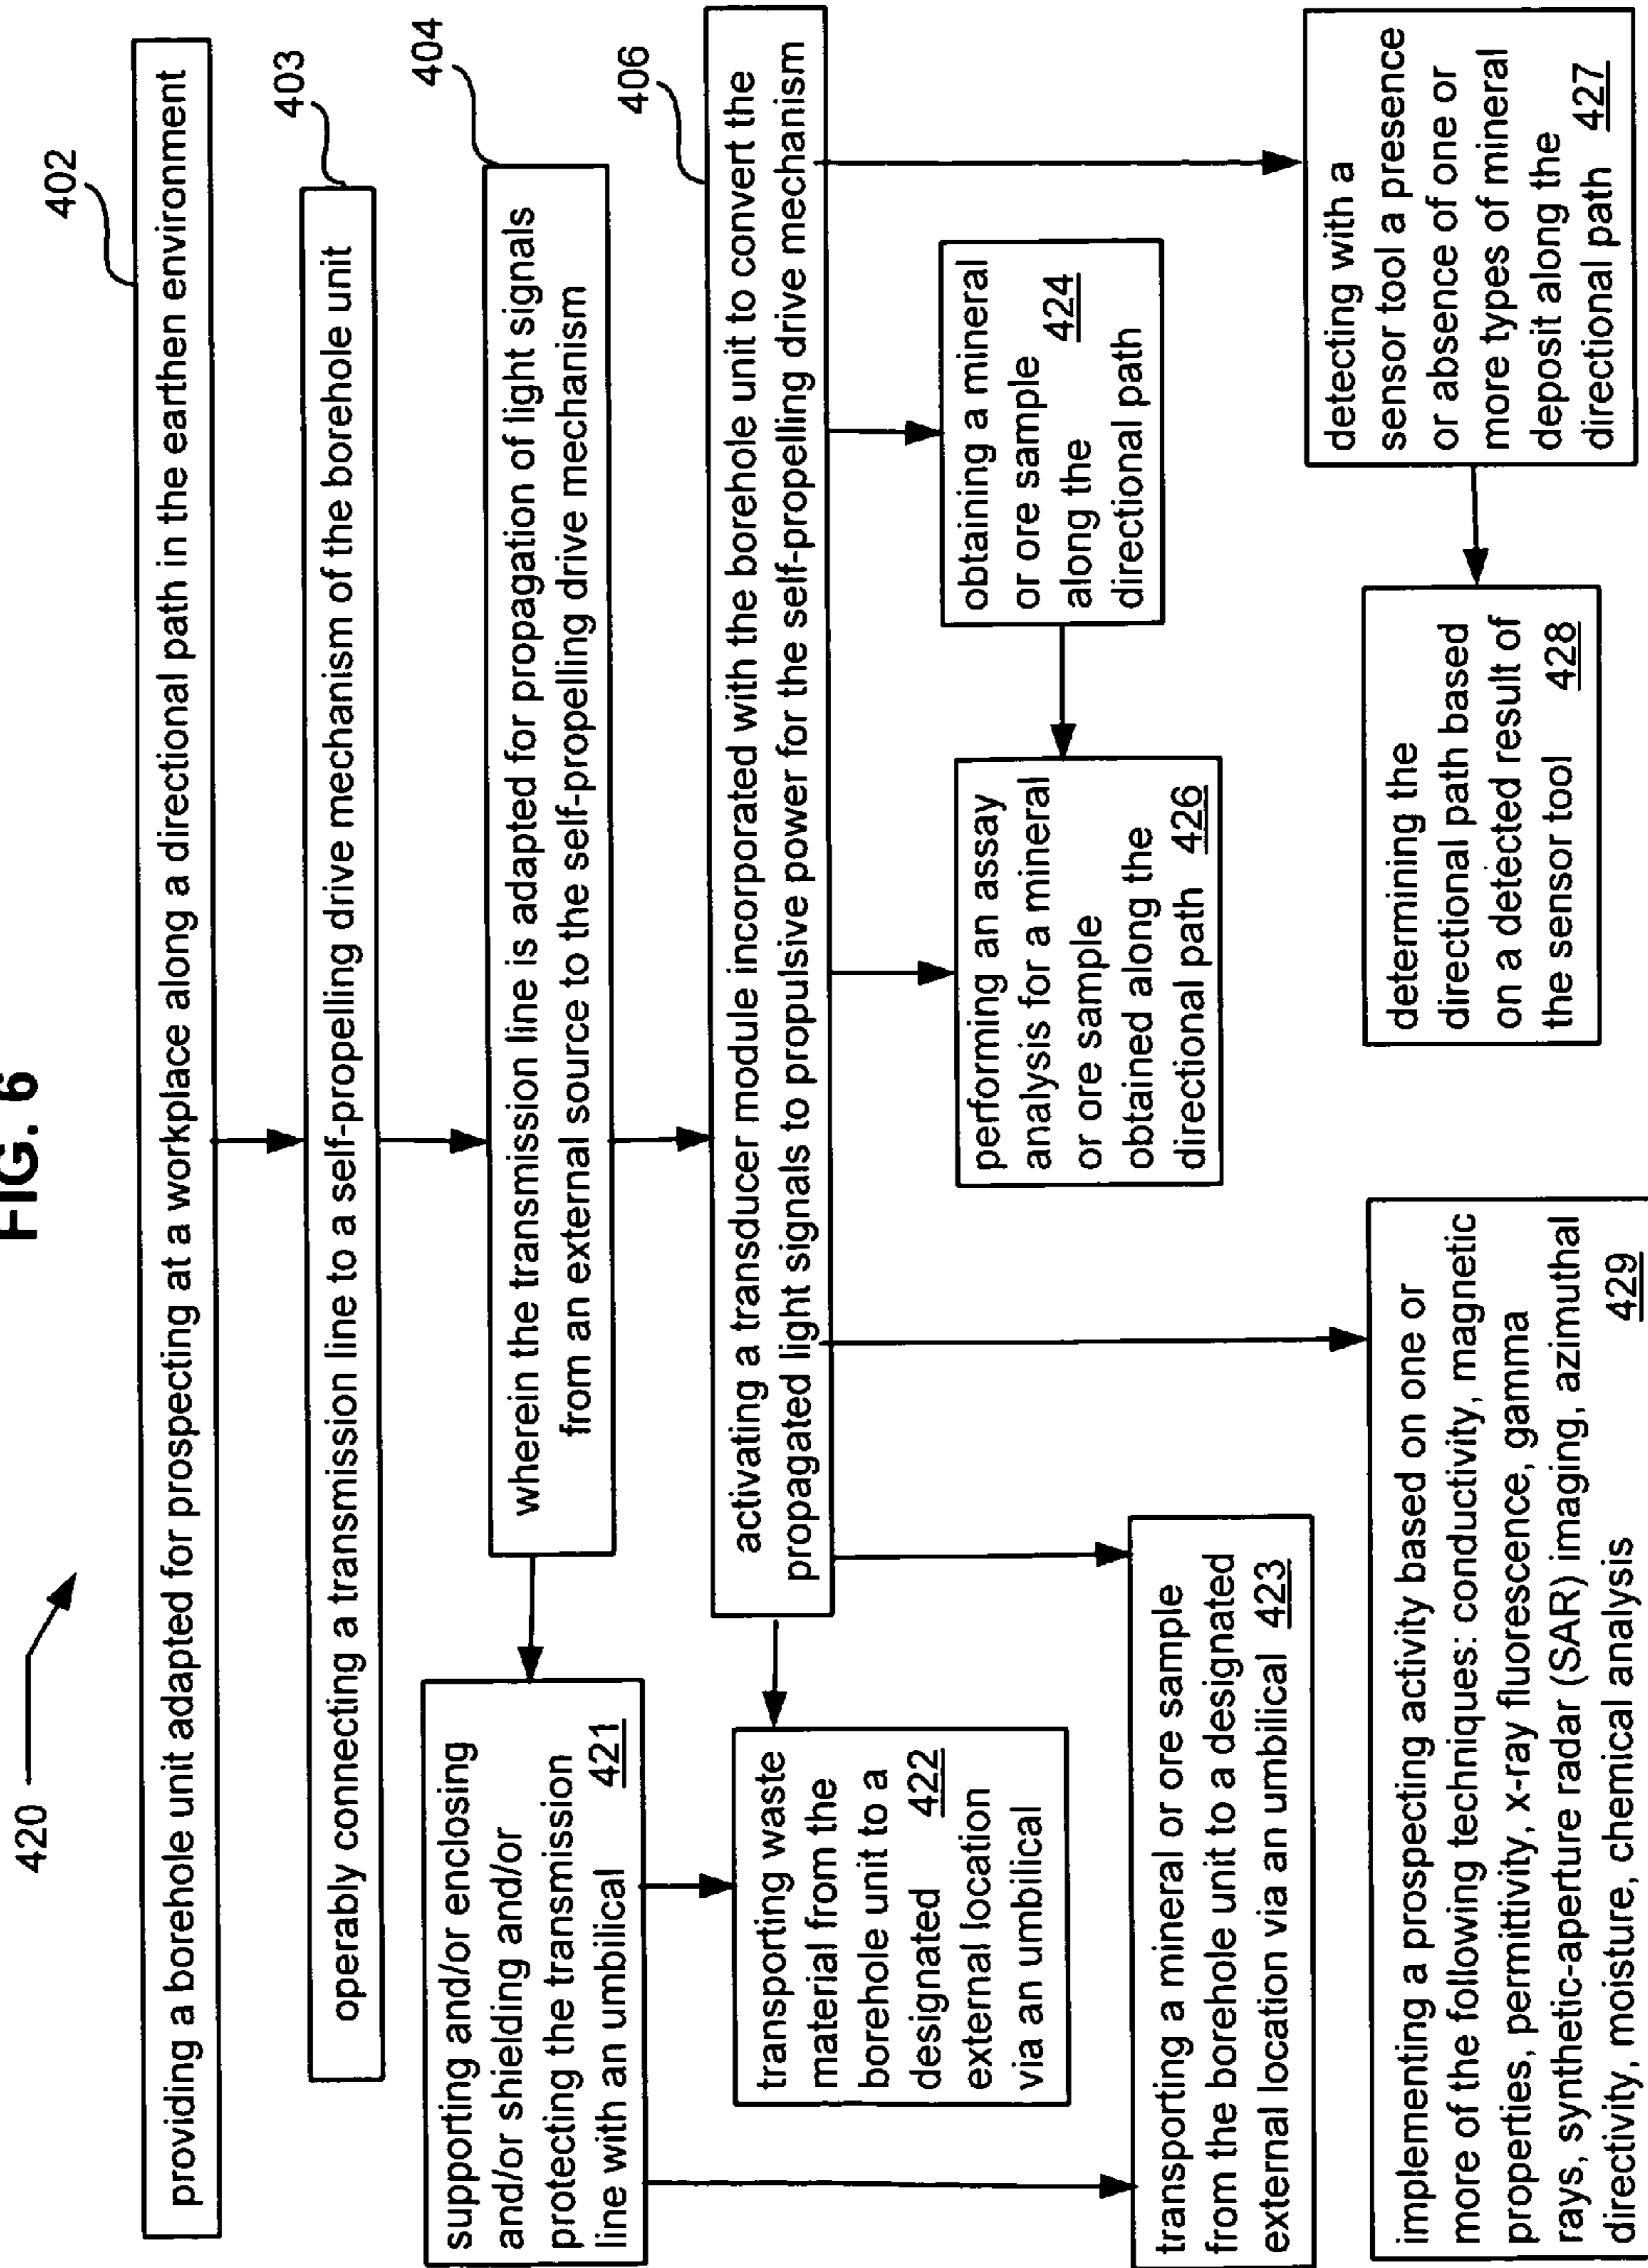 FIG. 6
420
402
providing a borehole unit adapted for prospecting at a workplace along a directional path in the earthen environment
403
operably connecting a transmission line to a self-propelling drive mechanism of the borehole unit
404
wherein the transmission line is adapted for propagation of light signals
from an external source to the self-propelling drive mechanism
406
activating a transducer module incorporated with the borehole unit to convert the
propagated light signals to propulsive power for the self-propelling drive mechanism
supporting and/or enclosing
and/or shielding and/or
protecting the transmission
line with an umbilical 421
transporting waste
material from the
borehole unit to a
designated 422
external location
via an umbilical
transporting a mineral or ore sample
from the borehole unit to a designated
external location via an umbilical 423
performing an assay
analysis for a mineral
or ore sample
obtained along the
directional path 426
obtaining a mineral
or ore sample
along the 424
directional path
implementing a prospecting activity based on one or
more of the following techniques: conductivity, magnetic
properties, permittivity, x-ray fluorescence, gamma
rays, synthetic-aperture radar (SAR) imaging, azimuthal
directivity, moisture, chemical analysis 429
determining the
directional path based
on a detected result of
the sensor tool 428
detecting with a
sensor tool a presence
or absence of one or
more types of mineral
deposit along the
directional path 427